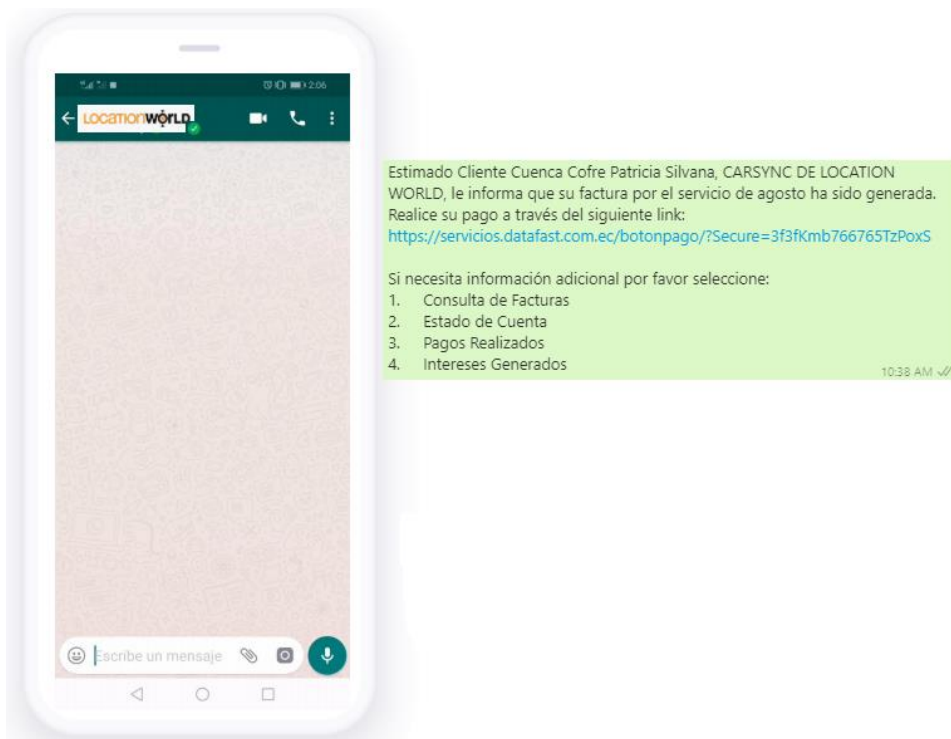 2:06
LOCATIONWORLD
Estimado Cliente Cuenca Cofre Patricia Silvana, CARSYNC DE LOCATION
WORLD, le informa que su factura por el servicio de agosto ha sido generada.
Realice su pago a través del siguiente link:
https://servicios.datafast.com.ec/botonpago/?Secure=3f3fKmb766765TzPoxS
Si necesita información adicional por favor seleccione:
1. Consulta de Facturas
2. Estado de Cuenta
3. Pagos Realizados
4. Intereses Generados
10:38 AM
Escribe un mensaje